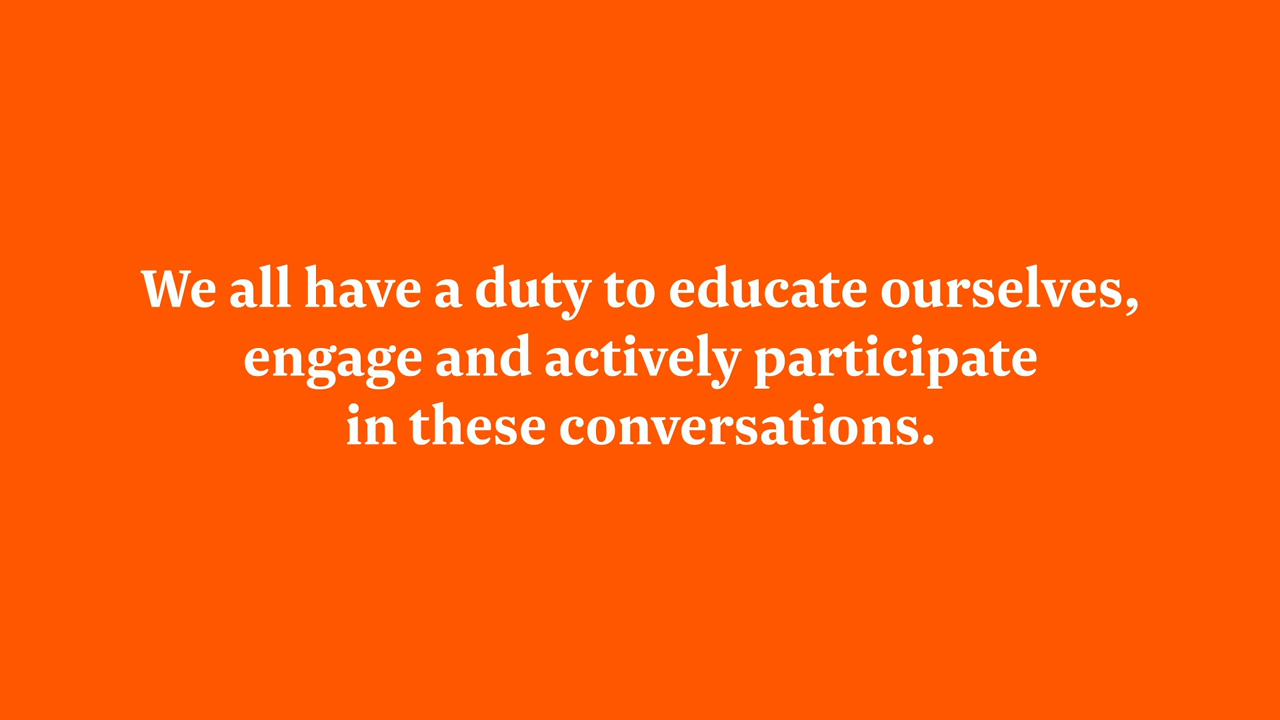 We all have a duty to educate ourselves,
engage and actively participate
in these conversations.